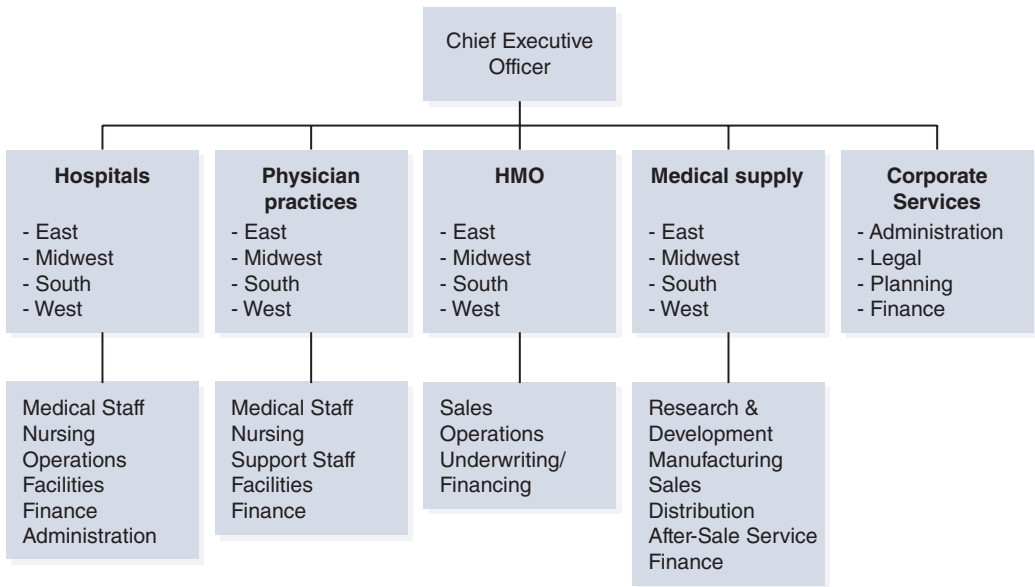 Chief Executive
Officer
Hospitals
- East
- Midwest
- South
- West
Physician
practices
- East
- Midwest
- South
- West
HMO
- East
- Midwest
- South
- West
Medical supply
- East
- Midwest
- South
- West
Corporate
Services
- Administration
- Legal
- Planning
- Finance
Medical Staff
Nursing
Operations
Facilities
Finance
Administration
Medical Staff
Nursing
Support Staff
Facilities
Finance
Sales
Operations
Underwriting/
Financing
Research &
Development
Manufacturing
Sales
Distribution
After-Sale Service
Finance